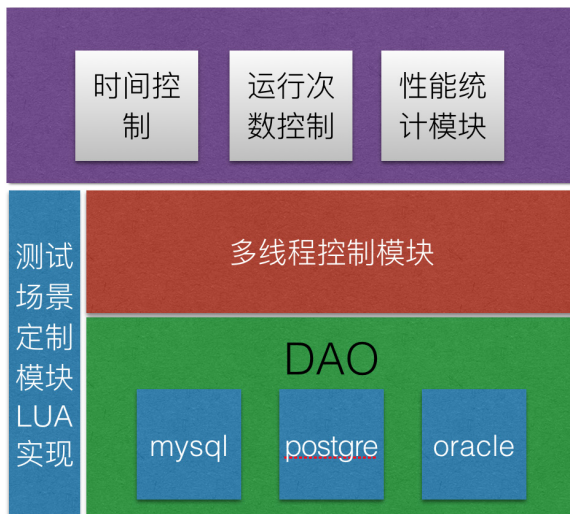 时间控
制
运行次
数控制
性能统
计模块
测试
场景
定制
模块
LUA
实现
多线程控制模块
DAO
mysql
postgre
oracle